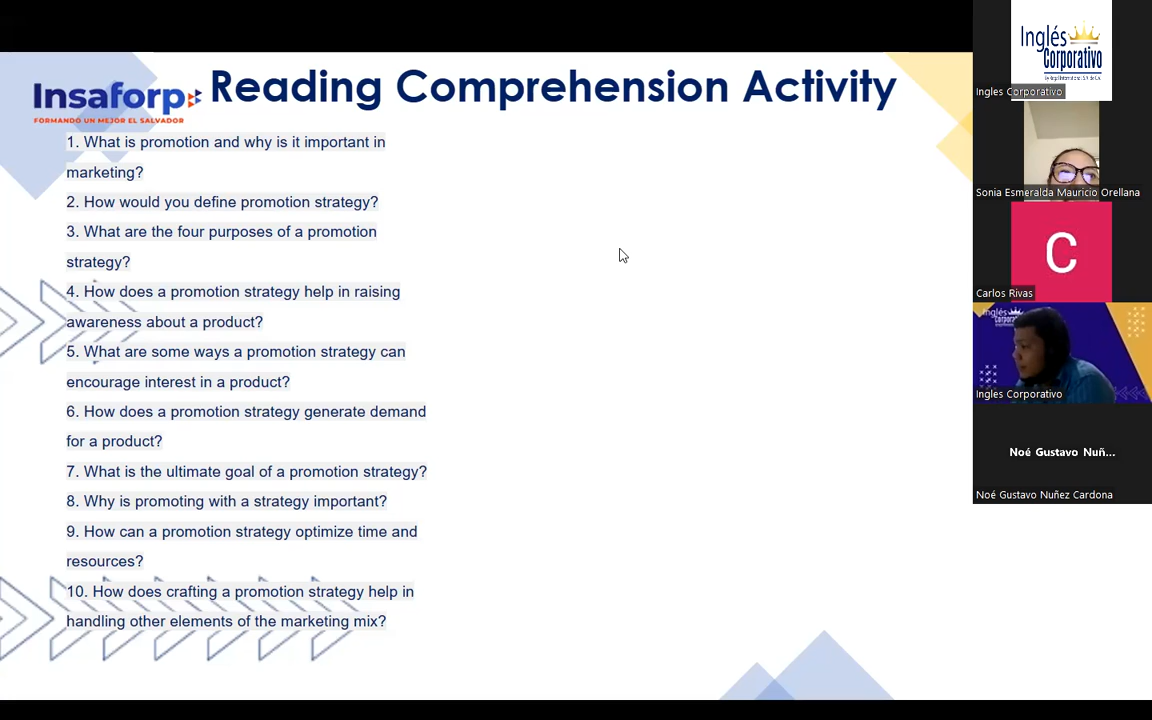 Insaforp
FORMANDO UN MEJOR EL SALVADOR
Reading Comprehension Activity
1. What is promotion and why is it important in
marketing?
2. How would you define promotion strategy?
3. What are the four purposes of a promotion
strategy?
4. How does a promotion strategy help in raising
awareness about a product?
5. What are some ways a promotion strategy can
encourage interest in a product?
6. How does a promotion strategy generate demand
for a product?
7. What is the ultimate goal of a promotion strategy?
8. Why is promoting with a strategy important?
9. How can a promotion strategy optimize time and
resources?
10. How does crafting a promotion strategy help in
handling other elements of the marketing mix?
Inglés
Corporativo
Ingles Corporativo
Sonia Esmeralda Mauricio Orellana
C
Carlos Rivas
Inglés
Corporativo
Ingles Corporativo
Noé Gustavo Nuñ...
Noé Gustavo Nuñez Cardona